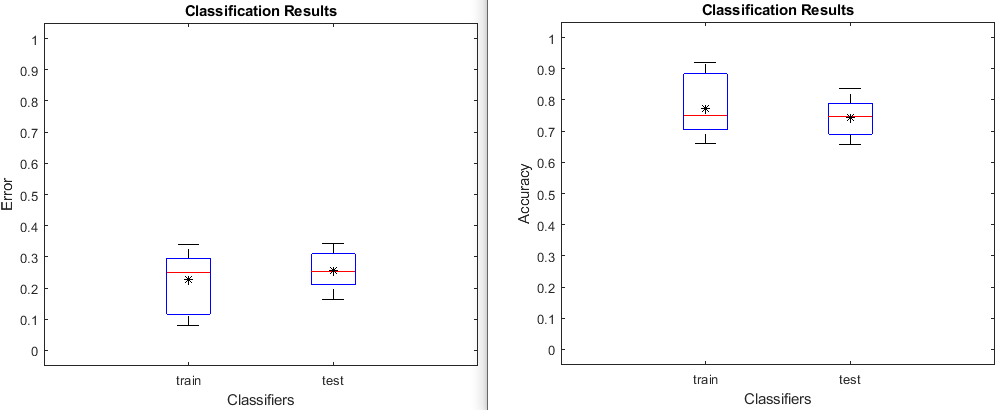 Classification Results
1
0.9
0.8
0.7
0.6
0.5
0.4
0.3
0.2
0.1
0
Error
train test
Classifiers
Classification Results
1
0.9
0.8
0.7
0.6
0.5
0.4
0.3
0.2
0.1
0
Accuracy
train test
Classifiers